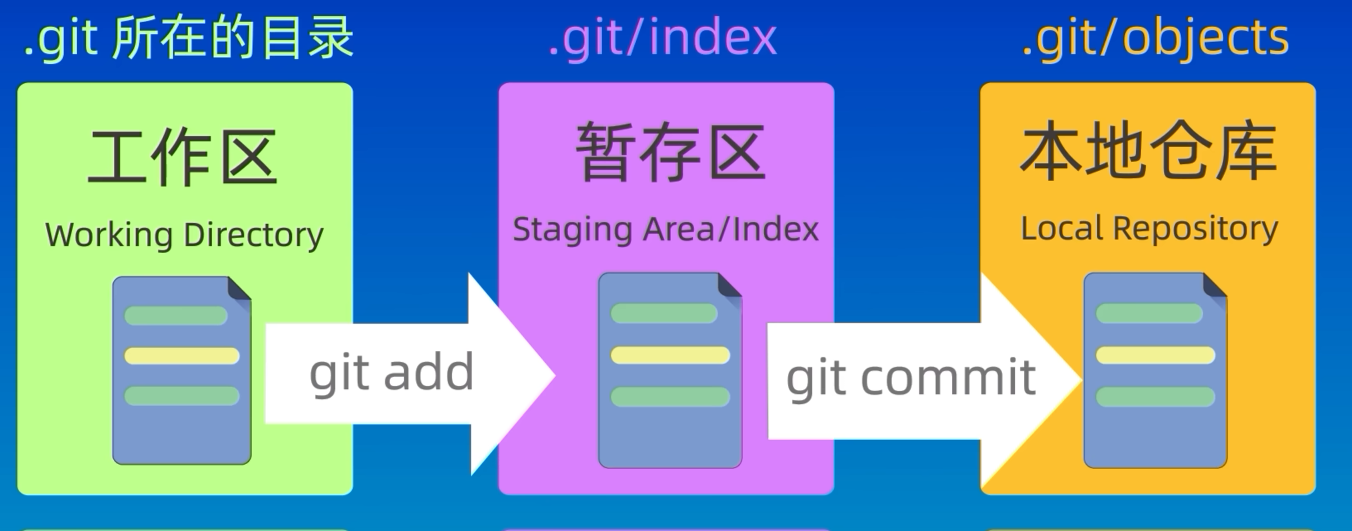 .git 所在的目录
.git/index
.git/objects
工作区
暂存区
本地仓库
Working Directory
Staging Area/Index
Local Repository
git add
git commit